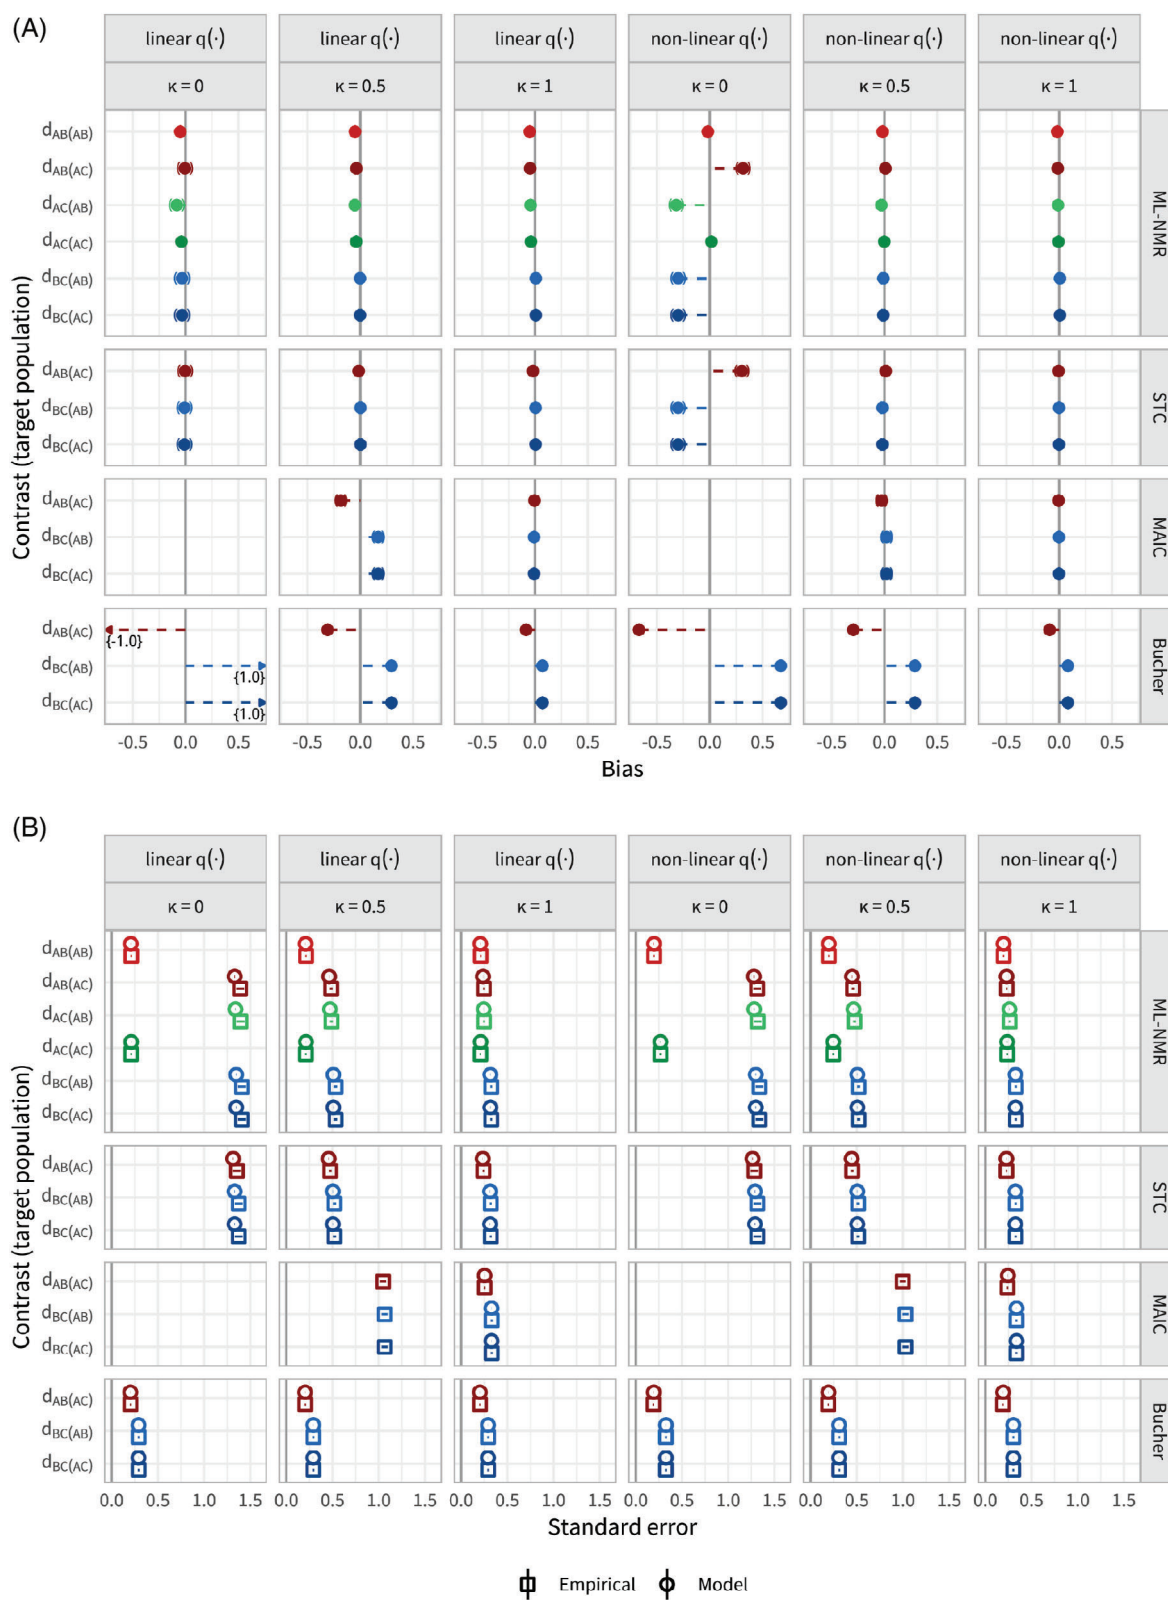 (A)
linear q(·) linear q(·) linear q(·) non-linear q(·) non-linear q(·) non-linear q(·)
κ = 0 κ = 0.5 κ = 1 κ = 0 κ = 0.5 κ = 1
dAB(AB)
dAB(AC)
dAC(AB)
dAC(AC)
dBC(AB)
dBC(AC)
ML-NMR
dAB(AC)
dBC(AB)
dBC(AC)
STC
dAB(AC)
dBC(AB)
dBC(AC)
MAIC
dAB(AC)
{-1.0}
dBC(AB)
{1.0}
dBC(AC)
{1.0}
Bucher
Contrast (target population)
-0.5 0.0 0.5 -0.5 0.0 0.5 -0.5 0.0 0.5 -0.5 0.0 0.5 -0.5 0.0 0.5 -0.5 0.0 0.5
Bias
(B)
linear q(·) linear q(·) linear q(·) non-linear q(·) non-linear q(·) non-linear q(·)
κ = 0 κ = 0.5 κ = 1 κ = 0 κ = 0.5 κ = 1
dAB(AB)
dAB(AC)
dAC(AB)
dAC(AC)
dBC(AB)
dBC(AC)
ML-NMR
dAB(AC)
dBC(AB)
dBC(AC)
STC
dAB(AC)
dBC(AB)
dBC(AC)
MAIC
dAB(AC)
dBC(AB)
dBC(AC)
Bucher
Contrast (target population)
0.0 0.5 1.0 1.5 0.0 0.5 1.0 1.5 0.0 0.5 1.0 1.5 0.0 0.5 1.0 1.5 0.0 0.5 1.0 1.5 0.0 0.5 1.0 1.5
Standard error
Empirical Model